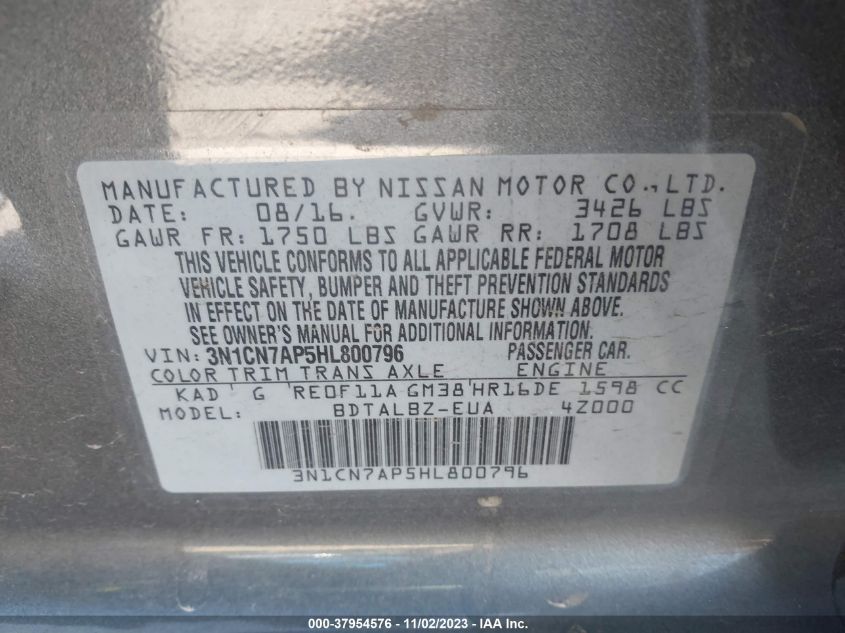 MANUFACTURED BY NISSAN MOTOR CO., LTD.
DATE: 08/16. GVWR: 3426 LBS
GAWR FR: 1750 LBS GAWR RR: 1708 LBS
THIS VEHICLE CONFORMS TO ALL APPLICABLE FEDERAL MOTOR
VEHICLE SAFETY, BUMPER AND THEFT PREVENTION STANDARDS
IN EFFECT ON THE DATE OF MANUFACTURE SHOWN ABOVE.
SEE OWNER'S MANUAL FOR ADDITIONAL INFORMATION.
VIN: 3N1CN7AP5HL800796 PASSENGER CAR.
COLOR TRIM TRANS AXLE ENGINE
KAD G RE0F11A GM38 HR16DE 1598 CC
MODEL: BDTALBZ-EUA 4Z000
3N1CN7AP5HL800796
000-37954576 - 11/02/2023 - IAA Inc.